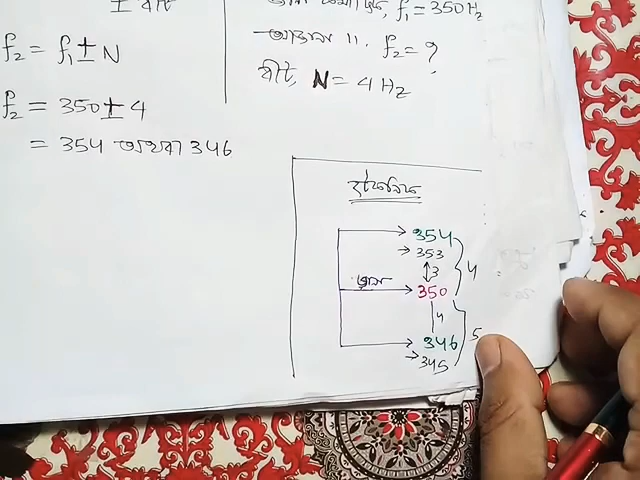 ± বীট
f₂ = f₁ ± N
f₂ = 350 ± 4
= 354 অথবা 346
f₁ = 350 Hz
f₂ = ?
বীট, N = 4 Hz
354
→ 353
3
4
জানা
350
4
346
5
→ 345